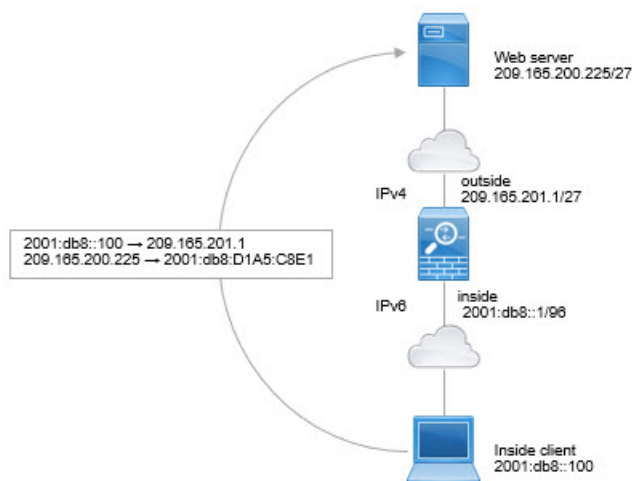 Web server
209.165.200.225/27
IPv4
outside
209.165.201.1/27
2001:db8::100 → 209.165.201.1
209.165.200.225 → 2001:db8:D1A5:C8E1
IPv6
inside
2001:db8::1/96
Inside client
2001:db8::100